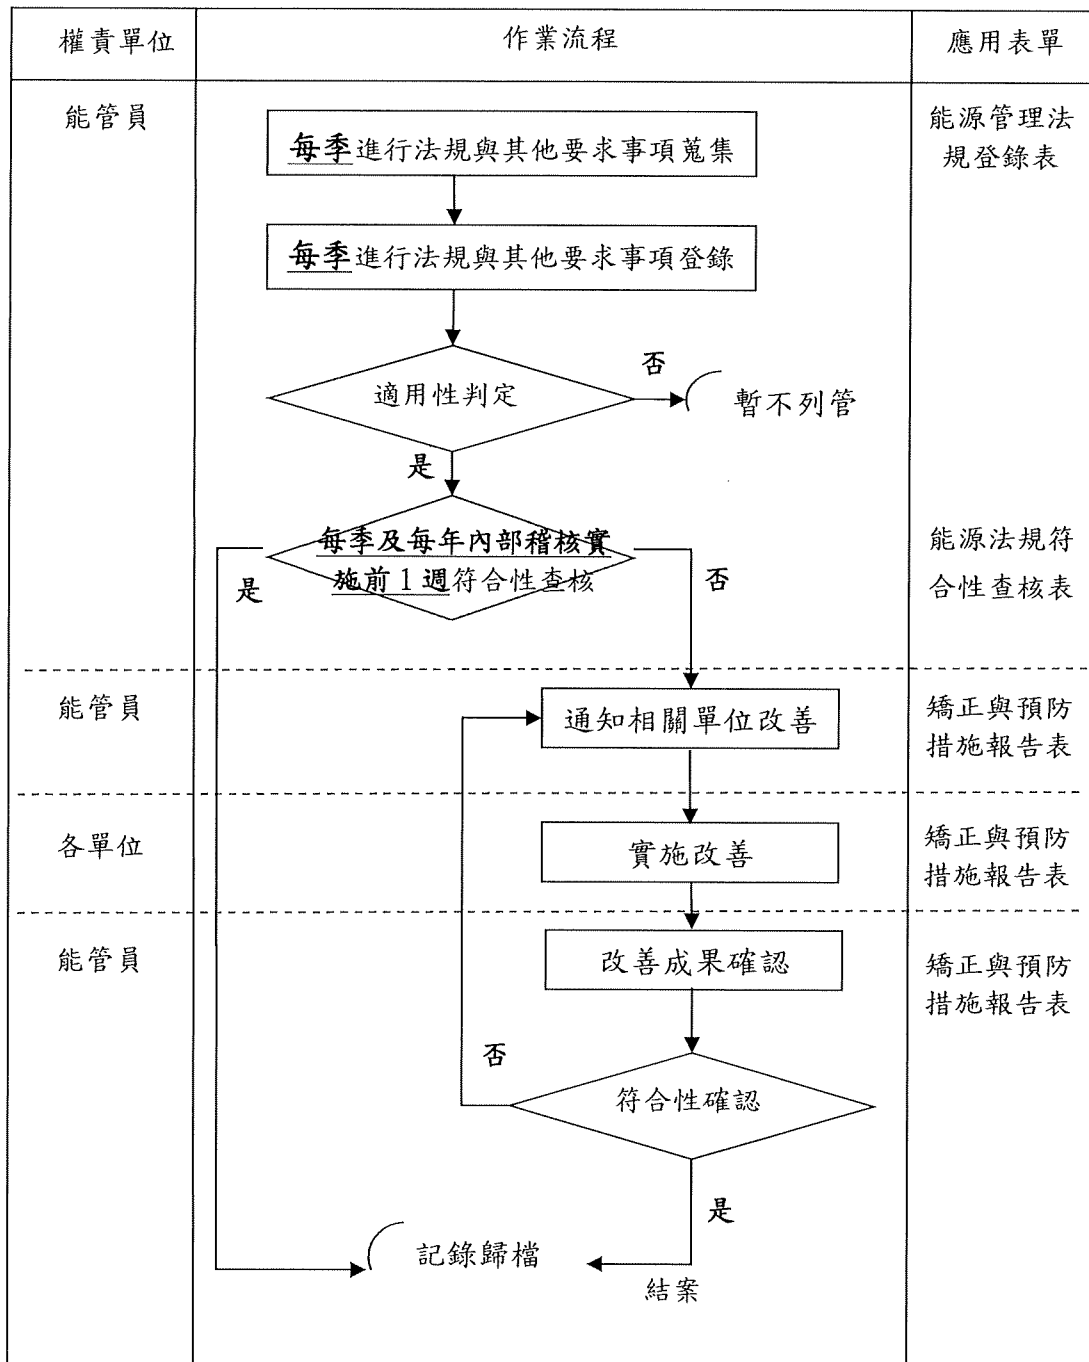 權責單位
作業流程
應用表單
能管員
每季進行法規與其他要求事項蒐集
能源管理法
規登錄表
每季進行法規與其他要求事項登錄
適用性判定
否
暫不列管
是
每季及每年內部稽核實
施前1週符合性查核
是
否
能源法規符
合性查核表
能管員
通知相關單位改善
矯正與預防
措施報告表
各單位
實施改善
矯正與預防
措施報告表
能管員
改善成果確認
矯正與預防
措施報告表
否
符合性確認
是
記錄歸檔
結案